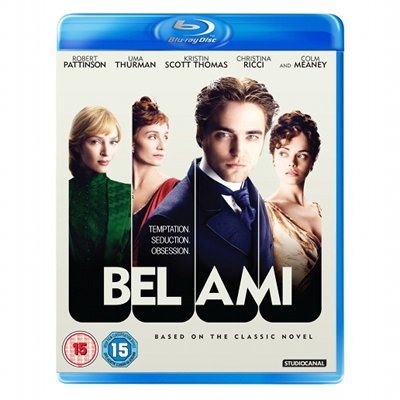 Blu-ray Disc
ROBERT PATTINSON
UMA THURMAN
KRISTIN SCOTT THOMAS
CHRISTINA RICCI
AND COLM MEANEY
TEMPTATION.
SEDUCTION.
OBSESSION.
BEL AMI
BASED ON THE CLASSIC NOVEL
15
15
STUDIOCANAL